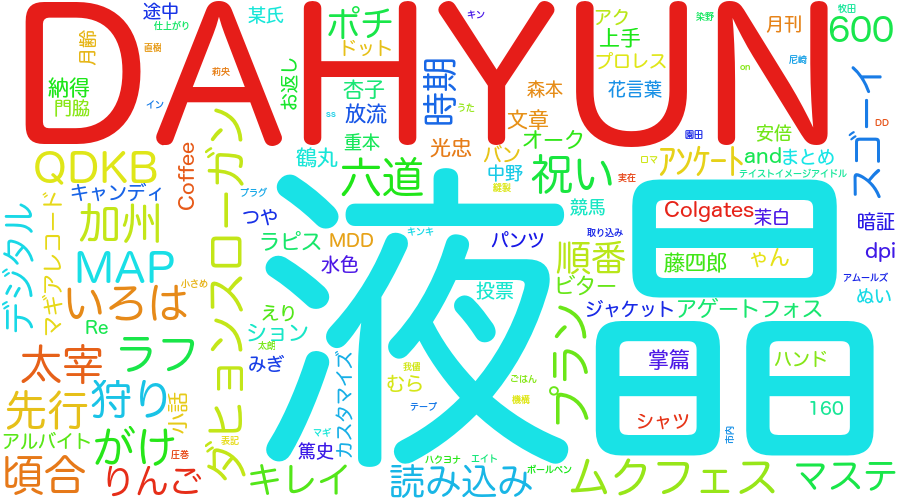 DAHYUN
液晶
途中
仕上がり
某氏
ポチ
ドット
キン
アク
上手
プロレス
染野
月刊
牧田
600
月齢
直樹
莉央
お返し
杏子
時期
森本
花言葉
尼崎
on
スゴーイ
納得
門脇
イン
ss
放流
うた
文章
オーク
園田
安倍
DD
QDKB
Coffee
ダヒョンスローガン
鶴丸
重本
六道
光忠
バン
中野
縫製
祝い
実在
ロマ
アンケート
and
まとめ
テイストイメージアイドル
キャンディ
プラグ
加州
つや
デジタル
マギアレコード
MAP
小さめ
ラピス
MDD
水色
キンキ
パンツ
競馬
取り込み
順番
ビター
投票
Colgates
茉白
藤四郎
ゃん
暗証
dpi
アムールズ
ぬい
いろは
Re
えり
ション
太朗
みぎ
ジャケット
アゲートフォス
太宰
ラフ
狩り
小話
カスタマイズ
我儘
むら
ごはん
機構
テープ
プラン
掌篇
ハンド
シャツ
160
市内
先行
アルバイト
がけ
圧巻
表記
マギ
篤史
頃合
りんご
キレイ
読み込み
ハクヨナ
エイト
ボールペン
ムクフェス
マステ